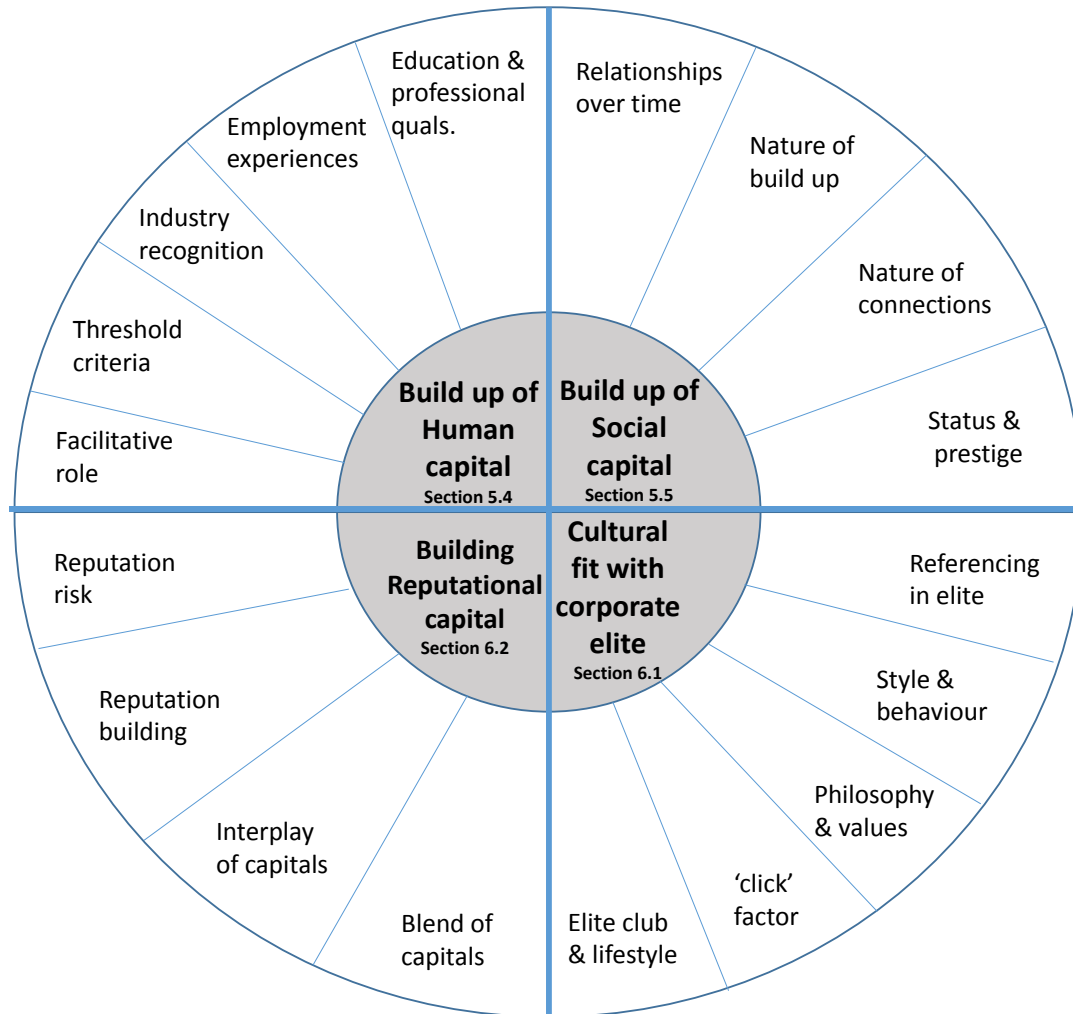 Education &
professional
quals.
Employment
experiences
Industry
recognition
Threshold
criteria
Facilitative
role
Build up of
Human
capital
Section 5.4
Relationships
over time
Nature of
build up
Nature of
connections
Status &
prestige
Build up of
Social
capital
Section 5.5
Reputation
risk
Reputation
building
Interplay
of capitals
Blend of
capitals
Building
Reputational
capital
Section 6.2
Cultural
fit with
corporate
elite
Section 6.1
Referencing
in elite
Style &
behaviour
Philosophy
& values
‘click’
factor
Elite club
& lifestyle